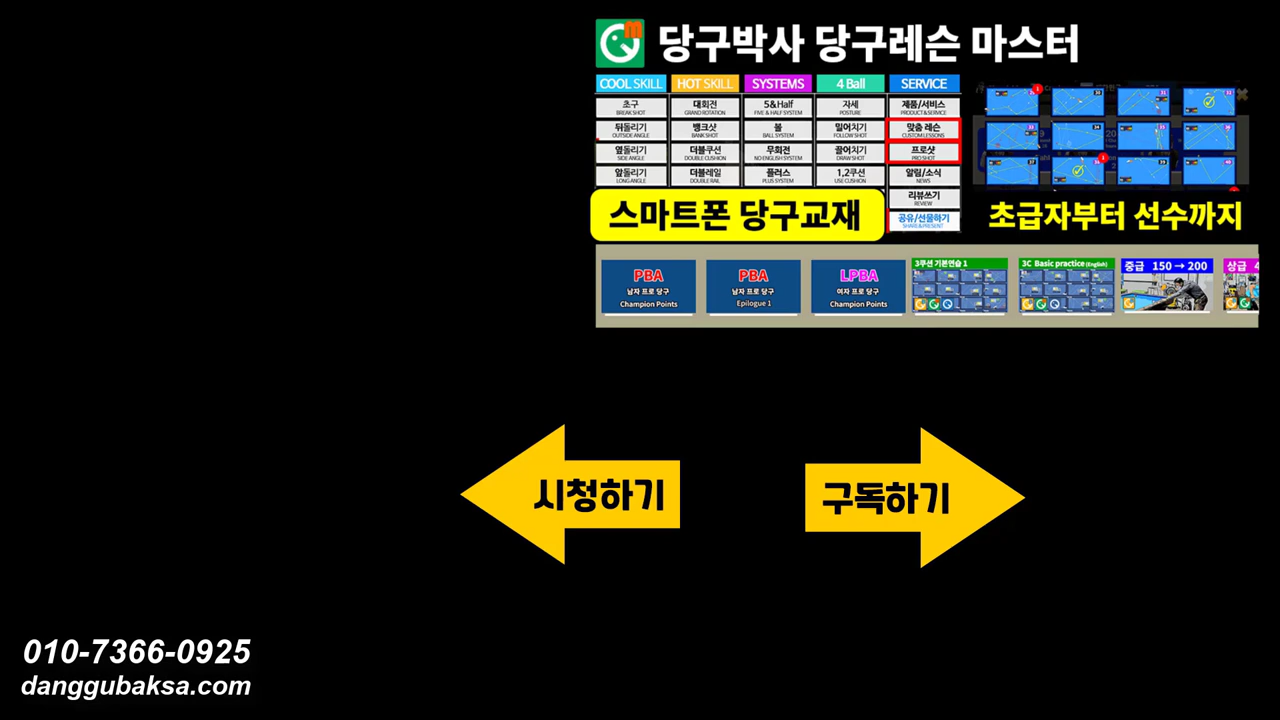 당구박사 당구레슨 마스터
COOL SKILL HOT SKILL SYSTEMS 4 Ball SERVICE
초구 대회전 5&Half 자세 제품/서비스
BREAK SHOT GRAND ROTATION FIVE & HALF SYSTEM POSTURE PRODUCT & SERVICE
뒤돌리기 뱅크샷 볼 밀어치기 맞춤 레슨
OUTSIDE ANGLE BANK SHOT BALL SYSTEM FOLLOW SHOT CUSTOM LESSONS
옆돌리기 더블쿠션 무회전 끌어치기 프로샷
SIDE ANGLE DOUBLE CUSHION NO ENGLISH SYSTEM DRAW SHOT PRO SHOT
앞돌리기 더블레일 플러스 1,2쿠션 알림/소식
LONG ANGLE DOUBLE RAIL PLUS SYSTEM USE CUSHION NEWS
리뷰쓰기
REVIEW
공유/선물하기
SHARE & PRESENT
스마트폰 당구교재
초급자부터 선수까지
PBA
남자 프로 당구
Champion Points
PBA
남자 프로 당구
Epilogue 1
LPBA
여자 프로 당구
Champion Points
3쿠션 기본연습 1
3C Basic practice (English)
중급 150 → 200
상급 4
시청하기
구독하기
010-7366-0925
danggubaksa.com